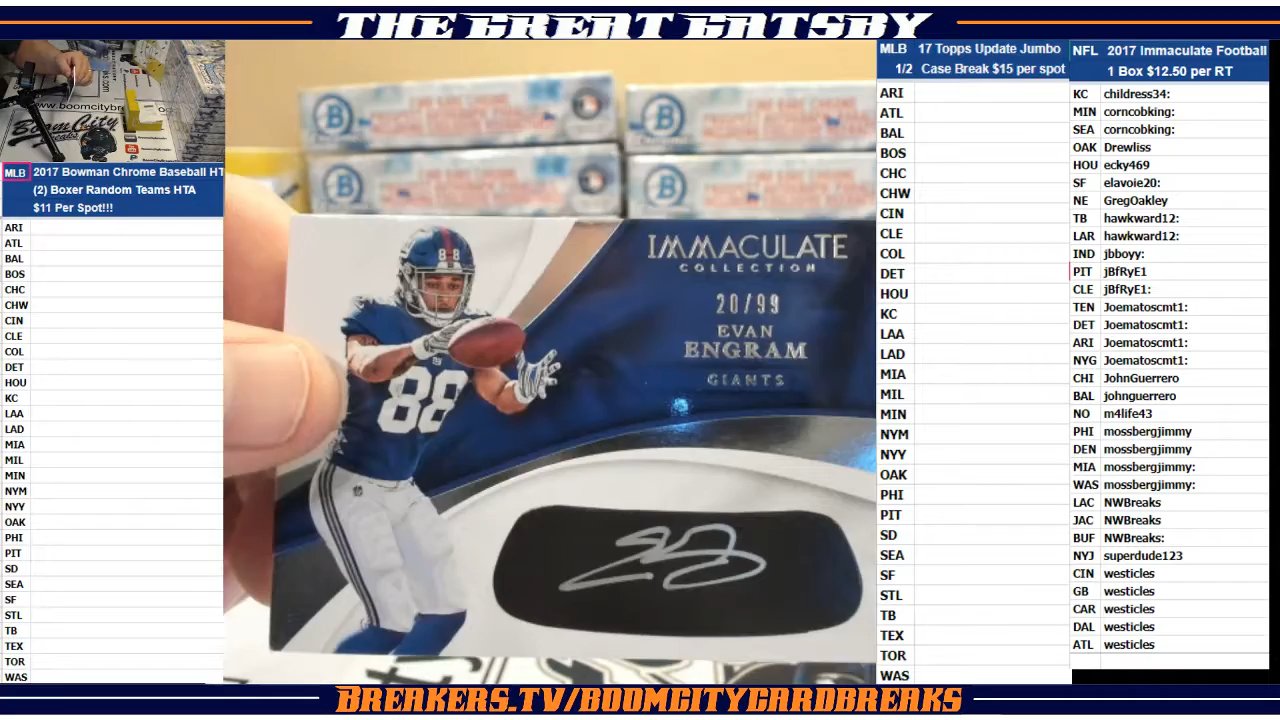 THE GREAT GATSBY
MLB 2017 Bowman Chrome Baseball HT
(2) Boxer Random Teams HTA
$11 Per Spot!!!
ARI
ATL
BAL
BOS
CHC
CHW
CIN
CLE
COL
DET
HOU
KC
LAA
LAD
MIA
MIL
MIN
NYM
NYY
OAK
PHI
PIT
SD
SEA
SF
STL
TB
TEX
TOR
WAS
www.boomcitybr
BoomCity
B
B
B
B
IMMACULATE
COLLECTION
20/99
EVAN
ENGRAM
GIANTS
88
88
MLB 17 Topps Update Jumbo
1/2 Case Break $15 per spot
ARI
ATL
BAL
BOS
CHC
CHW
CIN
CLE
COL
DET
HOU
KC
LAA
LAD
MIA
MIL
MIN
NYM
NYY
OAK
PHI
PIT
SD
SEA
SF
STL
TB
TEX
TOR
WAS
NFL 2017 Immaculate Football
1 Box $12.50 per RT
KC childress34:
MIN corncobking:
SEA corncobking:
OAK Drewliss
HOU ecky469
SF elavoie20:
NE GregOakley
TB hawkward12:
LAR hawkward12:
IND jbboyy:
PIT jBfRyE1
CLE jBfRyE1:
TEN Joematoscmt1:
DET Joematoscmt1:
ARI Joematoscmt1:
NYG Joematoscmt1:
CHI JohnGuerrero
BAL johnguerrero
NO m4life43
PHI mossbergjimmy
DEN mossbergjimmy
MIA mossbergjimmy:
WAS mossbergjimmy:
LAC NWBreaks
JAC NWBreaks
BUF NWBreaks:
NYJ superdude123
CIN westicles
GB westicles
CAR westicles
DAL westicles
ATL westicles
BREAKERS.TV/BOOMCITYCARDBREAKS